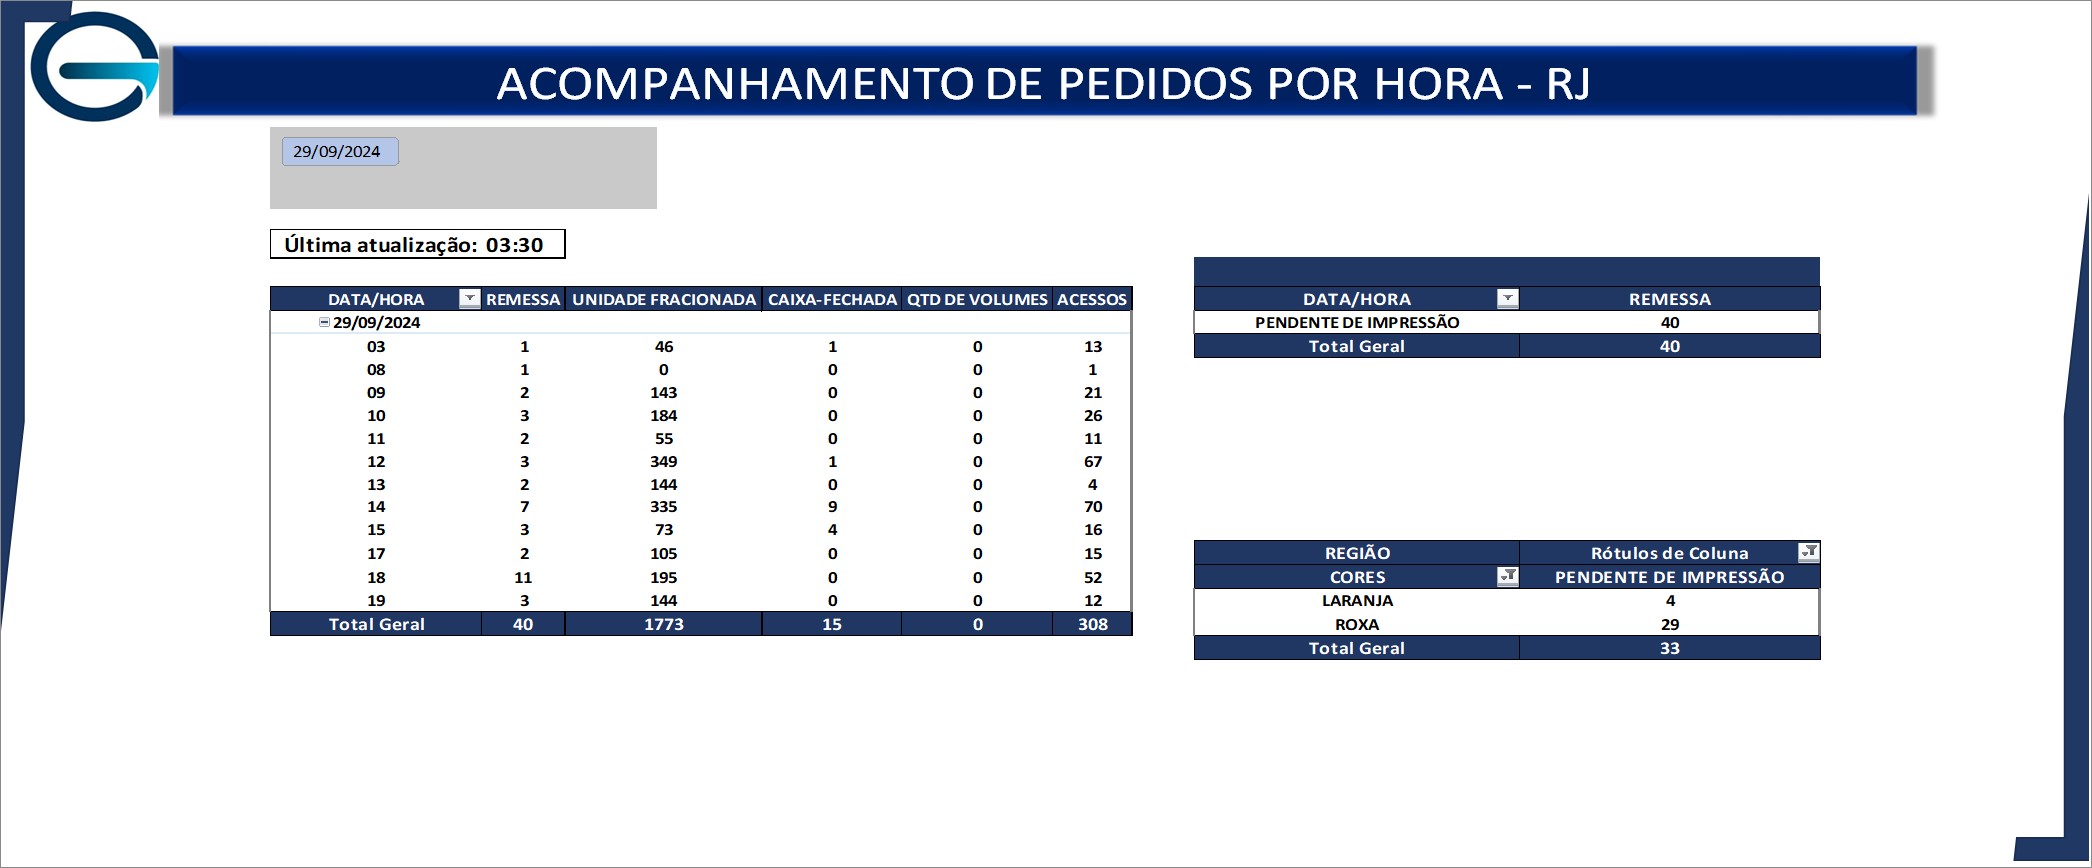 ACOMPANHAMENTO DE PEDIDOS POR HORA - RJ
29/09/2024
Última atualização: 03:30
DATA/HORA REMESSA UNIDADE FRACIONADA CAIXA-FECHADA QTD DE VOLUMES ACESSOS
29/09/2024
03 1 46 1 0 13
08 1 0 0 0 1
09 2 143 0 0 21
10 3 184 0 0 26
11 2 55 0 0 11
12 3 349 1 0 67
13 2 144 0 0 4
14 7 335 9 0 70
15 3 73 4 0 16
17 2 105 0 0 15
18 11 195 0 0 52
19 3 144 0 0 12
Total Geral 40 1773 15 0 308
DATA/HORA REMESSA
PENDENTE DE IMPRESSÃO 40
Total Geral 40
REGIÃO Rótulos de Coluna
CORES PENDENTE DE IMPRESSÃO
LARANJA 4
ROXA 29
Total Geral 33